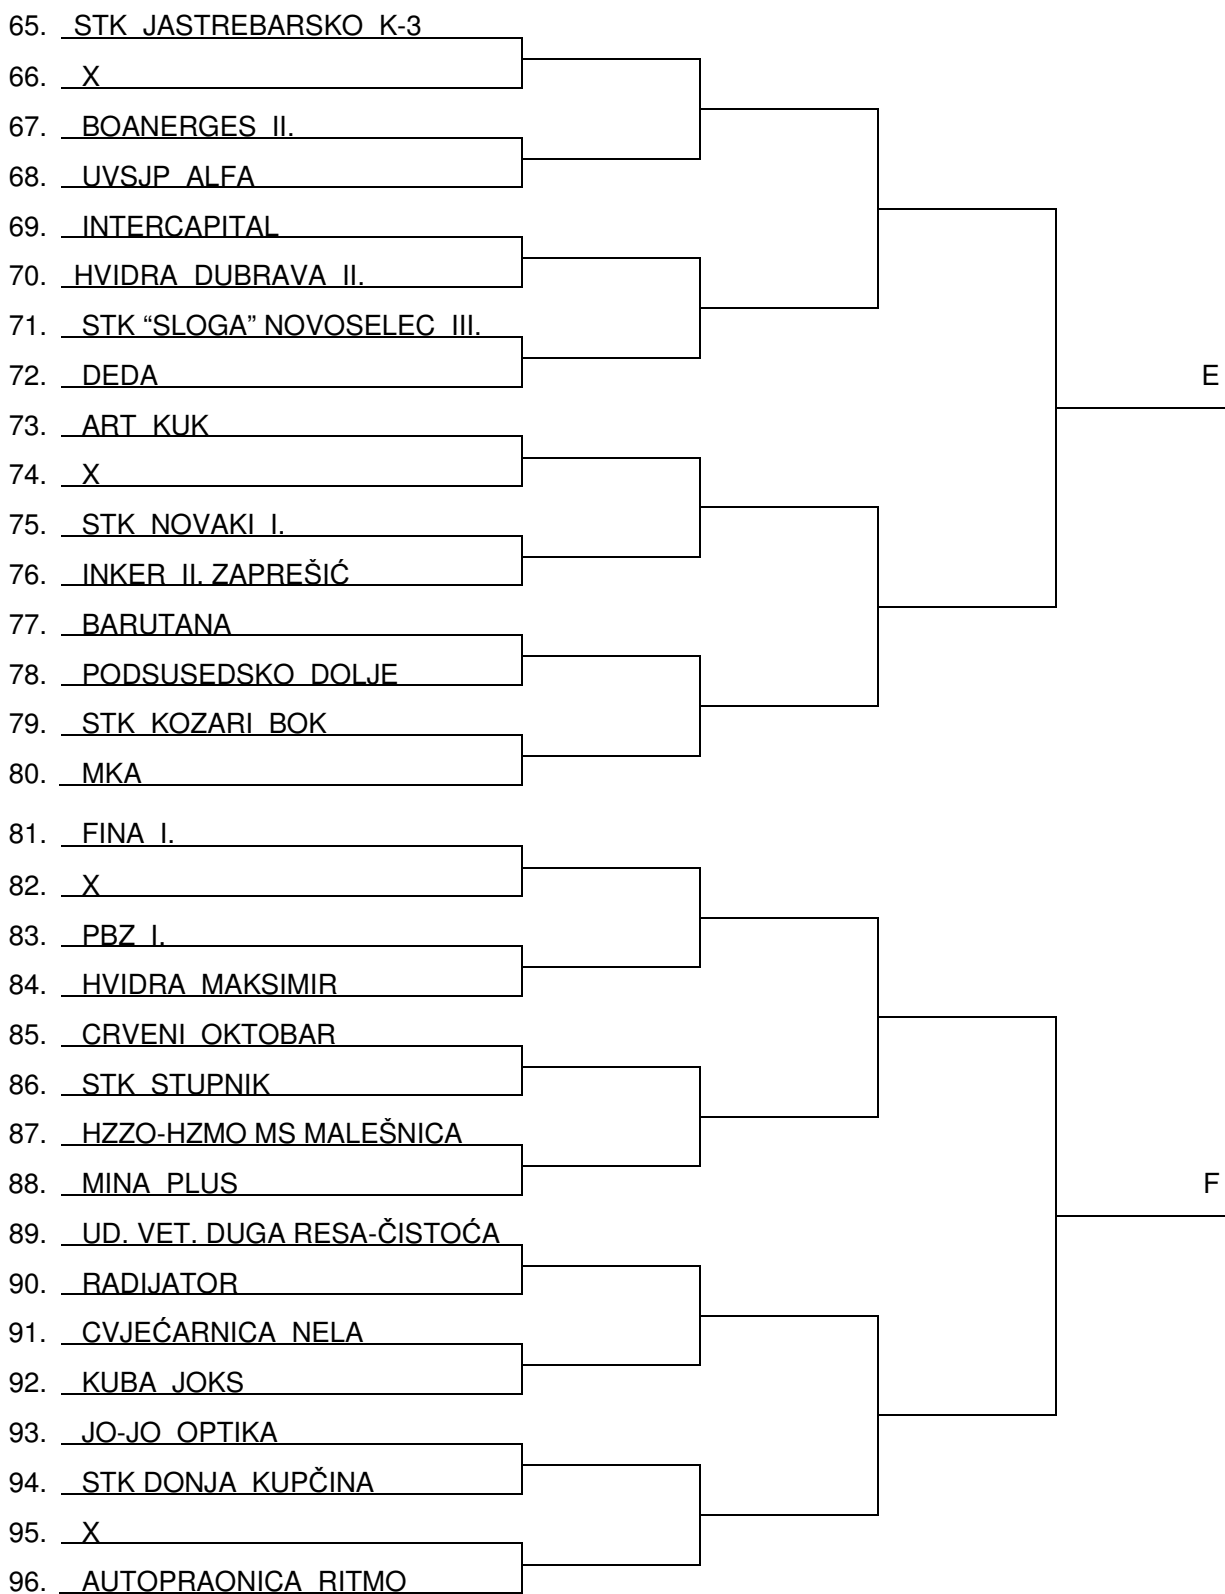 65. STK JASTREBARSKO K-3
66. X
67. BOANERGES II.
68. UVSJP ALFA
69. INTERCAPITAL
70. HVIDRA DUBRAVA II.
71. STK “SLOGA” NOVOSELEC III.
72. DEDA
E
73. ART KUK
74. X
75. STK NOVAKI I.
76. INKER II. ZAPREŠIĆ
77. BARUTANA
78. PODSUSEDSKO DOLJE
79. STK KOZARI BOK
80. MKA
81. FINA I.
82. X
83. PBZ I.
84. HVIDRA MAKSIMIR
85. CRVENI OKTOBAR
86. STK STUPNIK
87. HZZO-HZMO MS MALEŠNICA
88. MINA PLUS
F
89. UD. VET. DUGA RESA-ČISTOĆA
90. RADIJATOR
91. CVJEĆARNICA NELA
92. KUBA JOKS
93. JO-JO OPTIKA
94. STK DONJA KUPČINA
95. X
96. AUTOPRAONICA RITMO